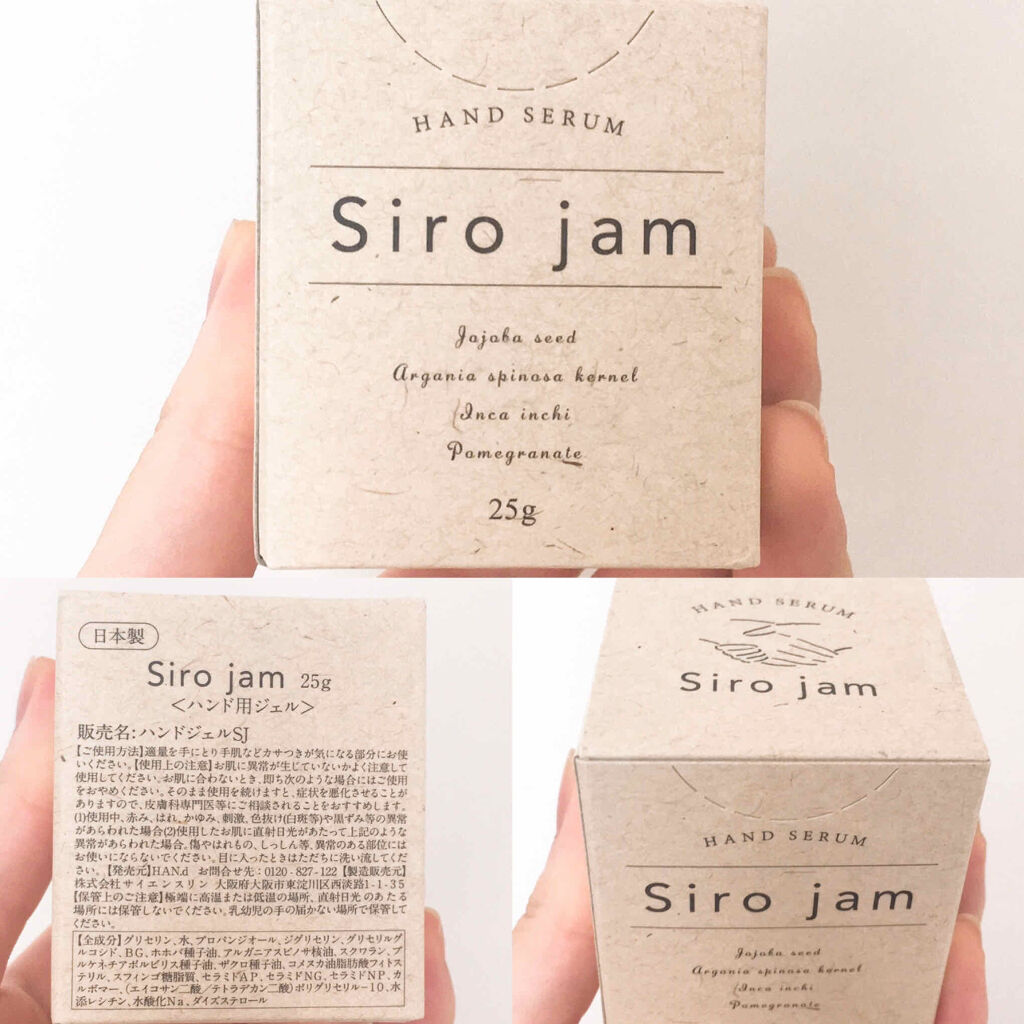 HAND SERUM
Siro jam
Jojoba seed
Argania spinosa kernel
Inca inchi
Pomegranate
25g
日本製
Siro jam 25g
＜ハンド用ジェル＞
販売名:ハンドジェルSJ
【ご使用方法】適量を手にとり手肌などカサつきが気になる部分にお使
いください。【使用上の注意】お肌に異常が生じていないかよく注意して
使用してください。お肌に合わないとき、即ち次のような場合にはご使用
をおやめください。そのまま使用を続けますと、症状を悪化させることが
ありますので、皮膚科専門医等にご相談されることをおすすめします。
(1)使用中、赤み、はれ、かゆみ、刺激、色抜け(白斑等)や黒ずみ等の異常
があらわれた場合(2)使用したお肌に直射日光があたって上記のような
異常があらわれた場合。傷やはれもの、しっしん等、異常のある部位には
お使いにならないでください。目に入ったときはただちに洗い流してくだ
さい。【発売元】HAN.d お問合せ先：0120-827-122【製造販売元】
株式会社サイエンスリン 大阪府大阪市東淀川区西淡路1-1-35
【保管上のご注意】極端に高温または低温の場所、直射日光のあたる
場所には保管しないでください。乳幼児の手の届かない場所で保管して
ください。
【全成分】グリセリン、水、プロパンジオール、ジグリセリン、グリセリルグ
ルコシド、BG、ホホバ種子油、アルガニアスピノサ核油、スクワラン、プ
ルケネチアボルビリス種子油、ザクロ種子油、コメヌカ油脂肪酸フィトス
テリル、スフィンゴ糖脂質、セラミドAP、セラミドNG、セラミドNP、カ
ルボマー、(エイコサン二酸／テトラデカン二酸)ポリグリセリル-10、水
添レシチン、水酸化Na、ダイズステロール
HAND SERUM
Siro jam
HAND SERUM
Siro jam
Jojoba seed
Argania spinosa kernel
Inca inchi
Pomegranate